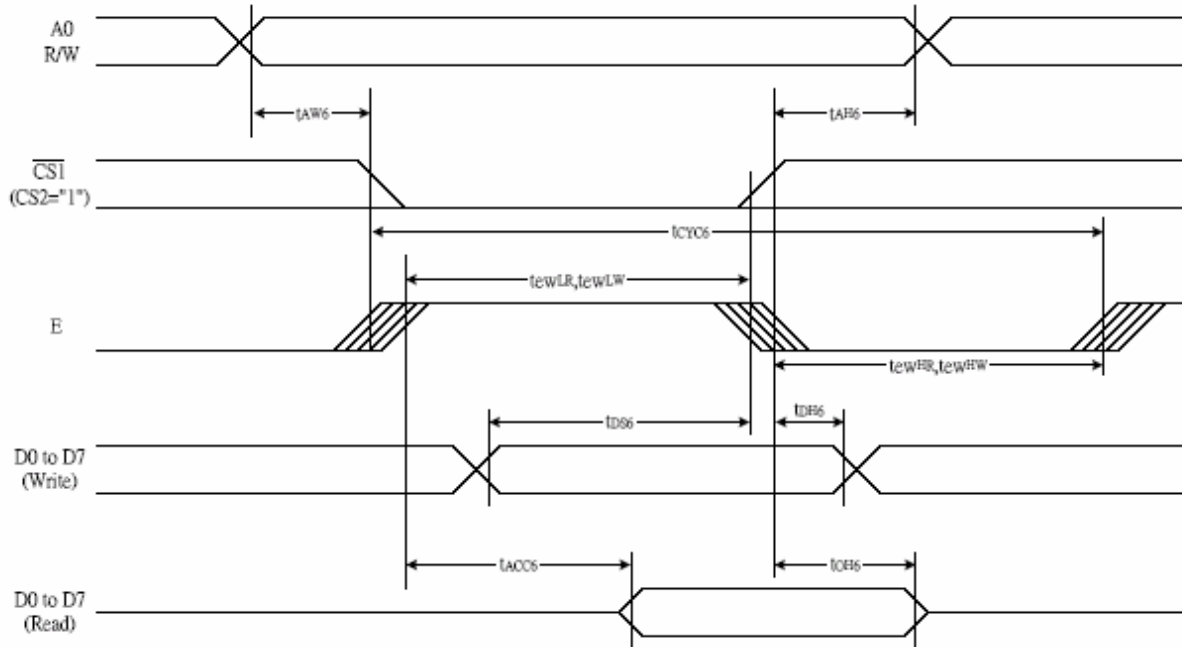 A0
R/W
tAW6
tAH6
CS1
(CS2="1")
tCYC6
tewLR,tewLW
E
tewHR,tewHW
tDS6
tDH6
D0 to D7
(Write)
tACC6
tOH6
D0 to D7
(Read)